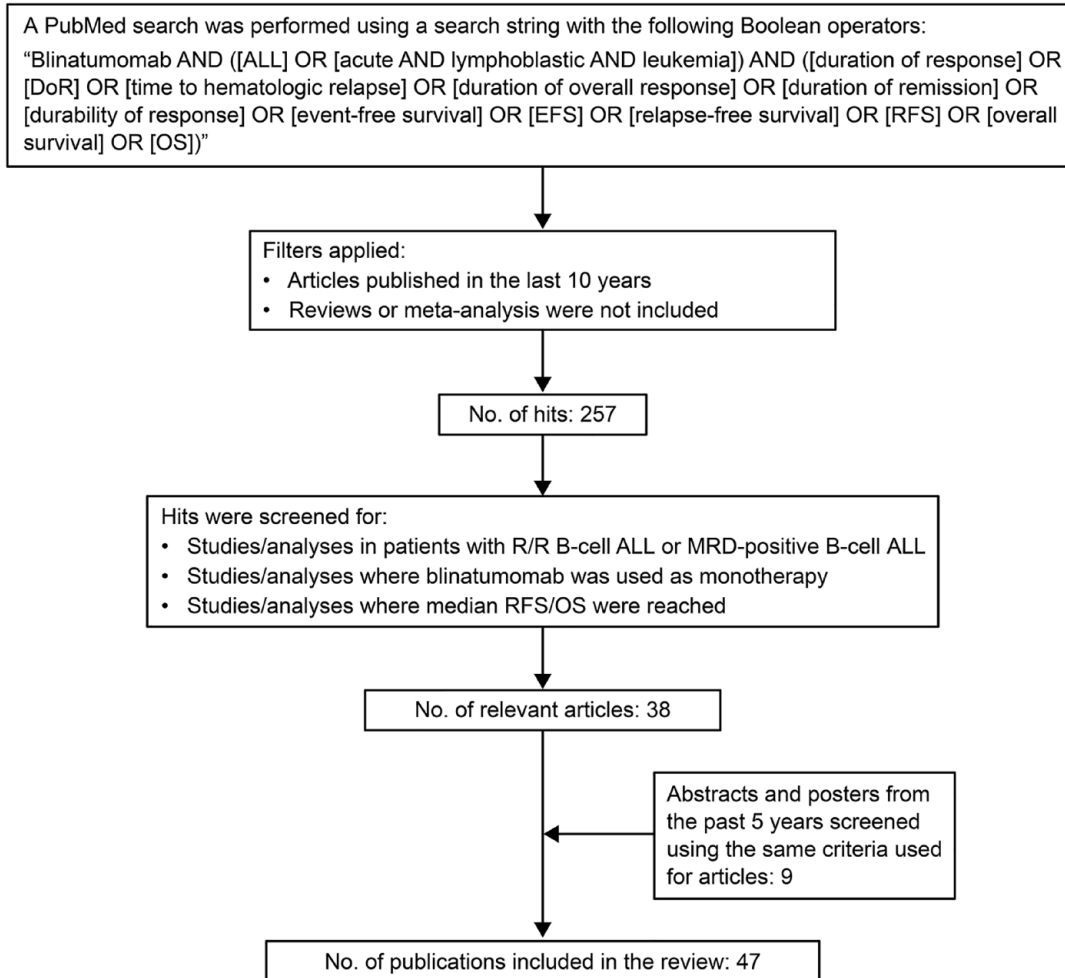 A PubMed search was performed using a search string with the following Boolean operators:
“Blinatumomab AND ([ALL] OR [acute AND lymphoblastic AND leukemia]) AND ([duration of response] OR
[DoR] OR [time to hematologic relapse] OR [duration of overall response] OR [duration of remission] OR
[durability of response] OR [event-free survival] OR [EFS] OR [relapse-free survival] OR [RFS] OR [overall
survival] OR [OS])”
Filters applied:
• Articles published in the last 10 years
• Reviews or meta-analysis were not included
No. of hits: 257
Hits were screened for:
• Studies/analyses in patients with R/R B-cell ALL or MRD-positive B-cell ALL
• Studies/analyses where blinatumomab was used as monotherapy
• Studies/analyses where median RFS/OS were reached
No. of relevant articles: 38
Abstracts and posters from
the past 5 years screened
using the same criteria used
for articles: 9
No. of publications included in the review: 47